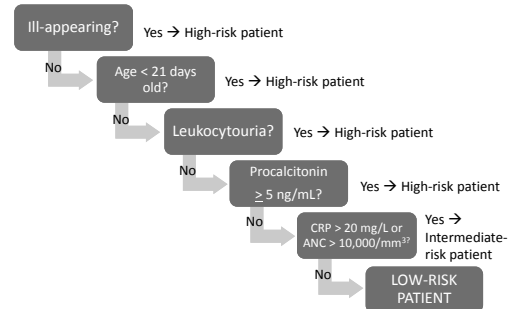 Ill-appearing?
Yes → High-risk patient
No
Age < 21 days
old?
Yes → High-risk patient
No
Leukocytouria?
Yes → High-risk patient
No
Procalcitonin
≥ 5 ng/mL?
Yes → High-risk patient
No
CRP > 20 mg/L or
ANC > 10,000/mm³?
Yes →
Intermediate-
risk patient
No
LOW-RISK
PATIENT